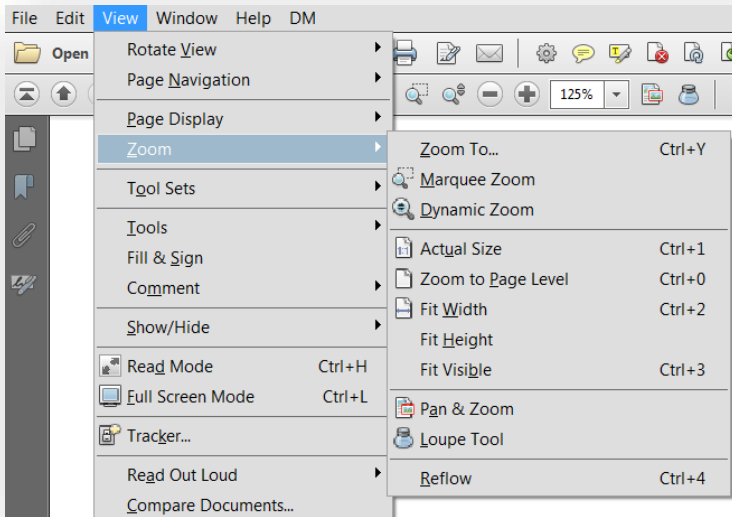 File Edit View Window Help DM
Open
125%
Rotate View
Page Navigation
Page Display
Zoom
Tool Sets
Tools
Fill & Sign
Comment
Show/Hide
Read Mode Ctrl+H
Full Screen Mode Ctrl+L
Tracker...
Read Out Loud
Compare Documents...
Zoom To... Ctrl+Y
Marquee Zoom
Dynamic Zoom
1:1 Actual Size Ctrl+1
Zoom to Page Level Ctrl+0
Fit Width Ctrl+2
Fit Height
Fit Visible Ctrl+3
Pan & Zoom
Loupe Tool
Reflow Ctrl+4